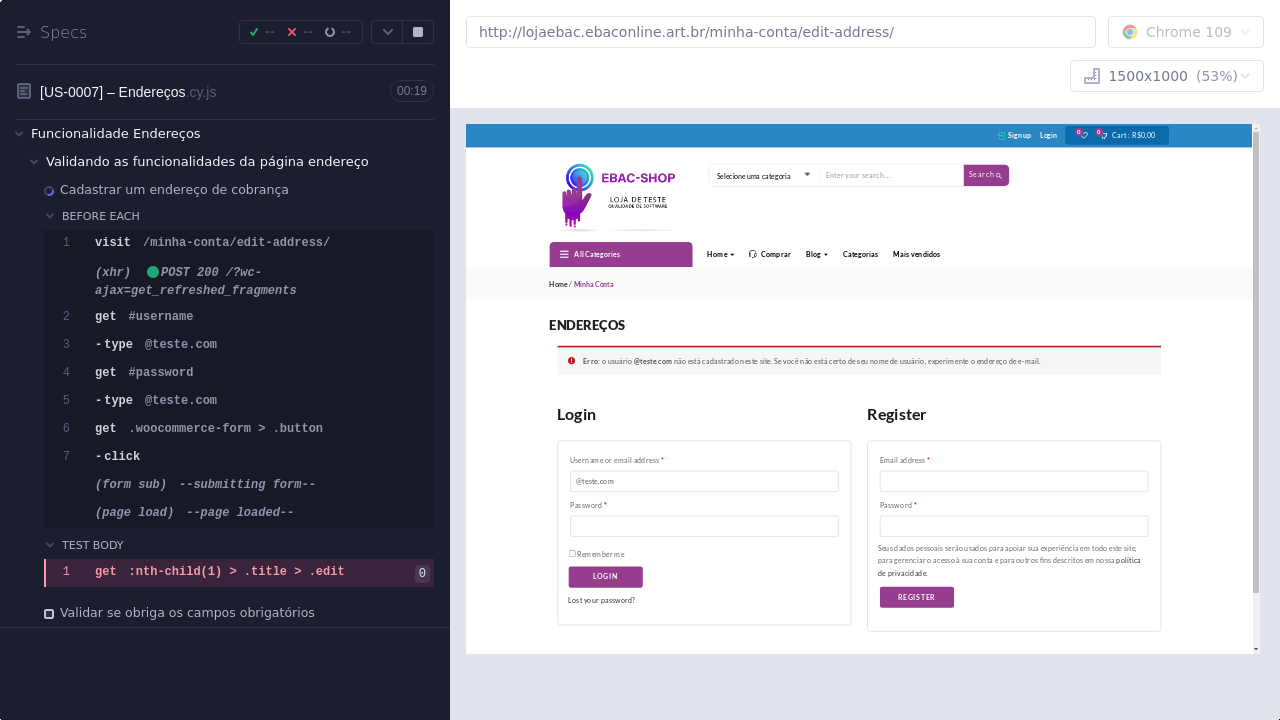 Specs
-- -- --
[US-0007] – Endereços.cy.js 00:19
Funcionalidade Endereços
Validando as funcionalidades da página endereço
Cadastrar um endereço de cobrança
BEFORE EACH
1 visit /minha-conta/edit-address/
(xhr) POST 200 /?wc-
ajax=get_refreshed_fragments
2 get #username
3 -type @teste.com
4 get #password
5 -type @teste.com
6 get .woocommerce-form > .button
7 -click
(form sub) --submitting form--
(page load) --page loaded--
TEST BODY
1 get :nth-child(1) > .title > .edit 0
Validar se obriga os campos obrigatórios
http://lojaebac.ebaconline.art.br/minha-conta/edit-address/
Chrome 109
1500x1000 (53%)
Signup Login 0 0 Cart : R$0,00
EBAC-SHOP
LOJA DE TESTE
QUALIDADE DE SOFTWARE
Selecione uma categoria Enter your search... Search
All Categories Home Comprar Blog Categorias Mais vendidos
Home / Minha Conta
ENDEREÇOS
Erro: o usuário @teste.com não está cadastrado neste site. Se você não está certo de seu nome de usuário, experimente o endereço de e-mail.
Login
Username or email address *
@teste.com
Password *
Remember me
LOGIN
Lost your password?
Register
Email address *
Password *
Seus dados pessoais serão usados para apoiar sua experiência em todo este site,
para gerenciar o acesso à sua conta e para outros fins descritos em nossa política
de privacidade.
REGISTER